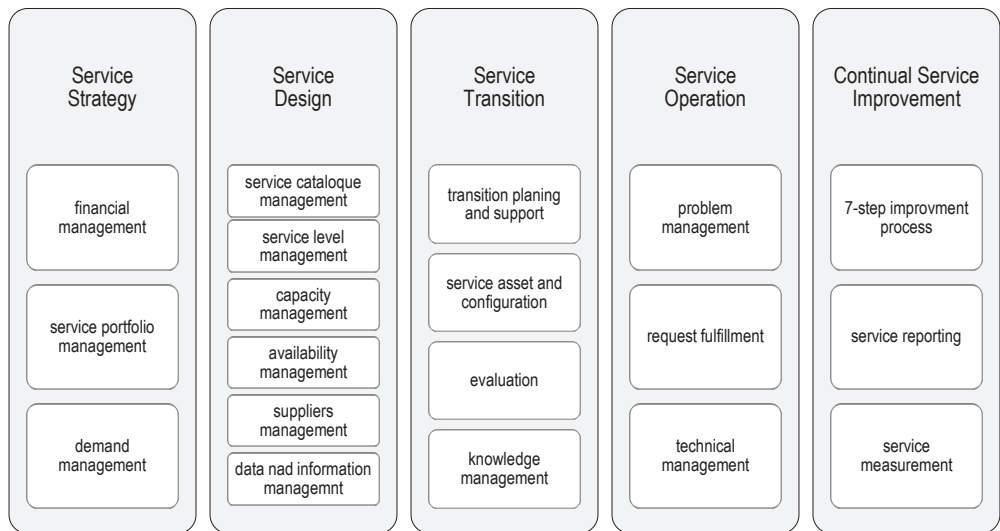 Service
Strategy
financial
management
service portfolio
management
demand
management
Service
Design
service cataloque
management
service level
management
capacity
management
availability
management
suppliers
management
data nad information
managemnt
Service
Transition
transition planing
and support
service asset and
configuration
evaluation
knowledge
management
Service
Operation
problem
management
request fulfillment
technical
management
Continual Service
Improvement
7-step improvment
process
service reporting
service
measurement